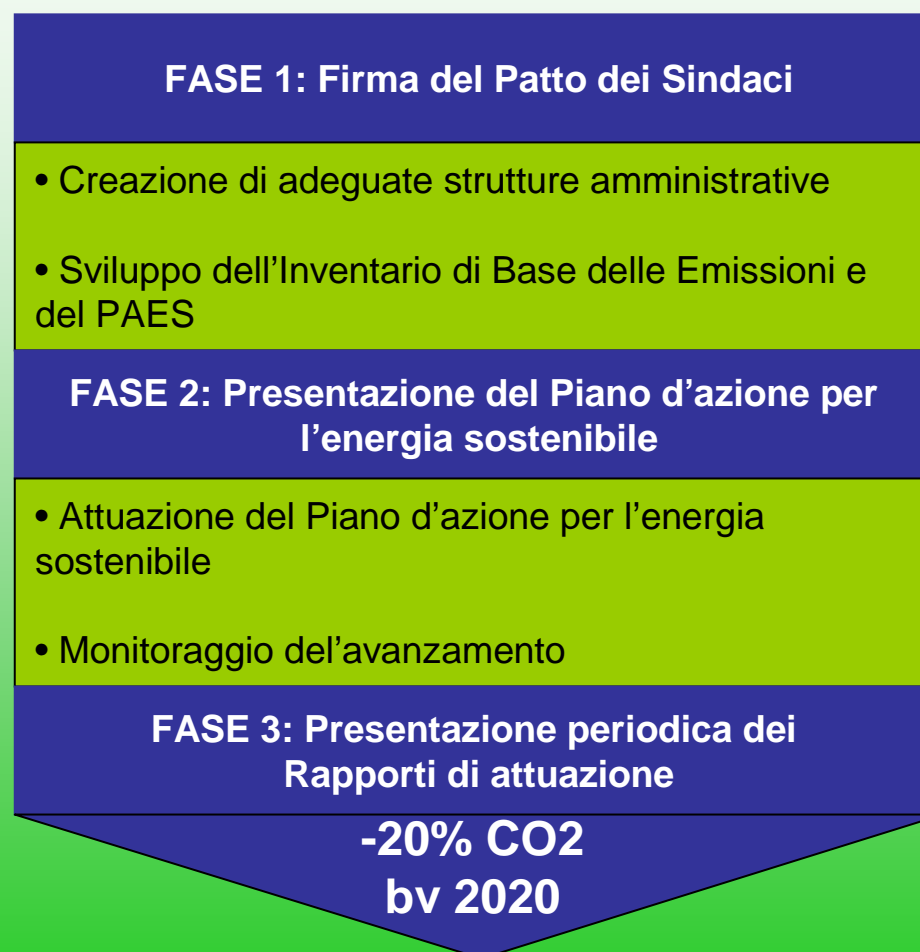 FASE 1: Firma del Patto dei Sindaci
• Creazione di adeguate strutture amministrative
• Sviluppo dell’Inventario di Base delle Emissioni e
del PAES
FASE 2: Presentazione del Piano d’azione per
l’energia sostenibile
• Attuazione del Piano d’azione per l’energia
sostenibile
• Monitoraggio del’avanzamento
FASE 3: Presentazione periodica dei
Rapporti di attuazione
-20% CO2
by 2020